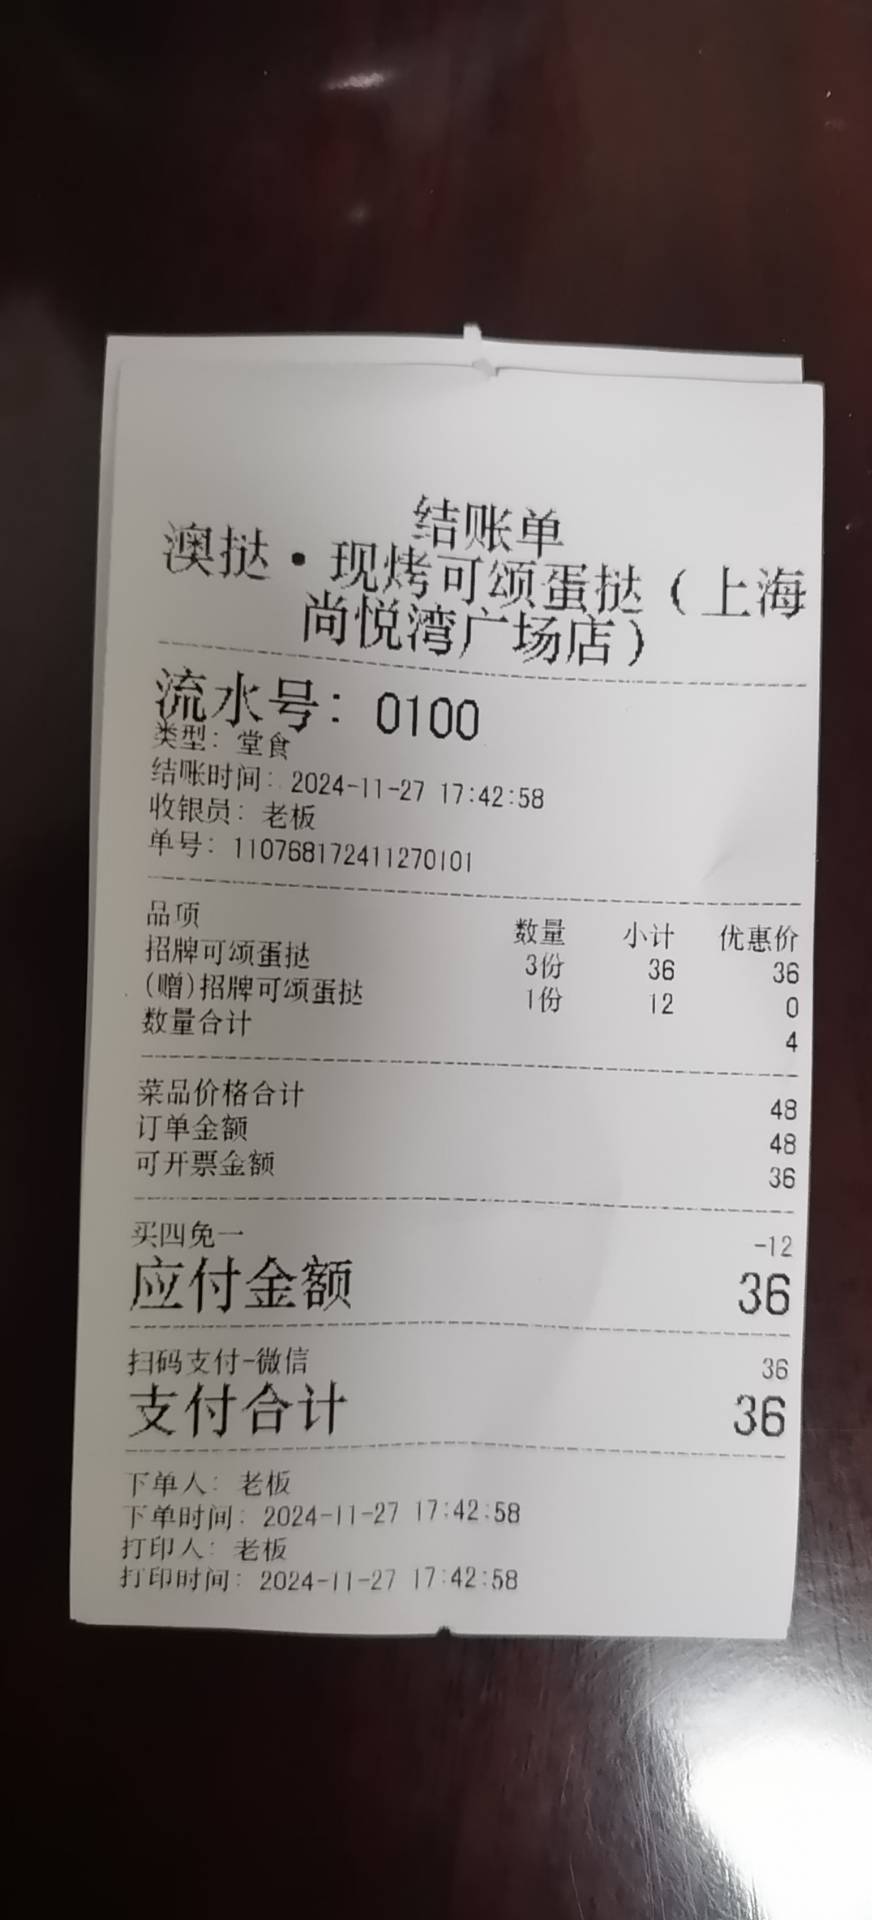 结账单
澳挞·现烤可颂蛋挞（上海
尚悦湾广场店）
流水号：0100
类型：堂食
结账时间：2024-11-27 17:42:58
收银员：老板
单号：110768172411270101
品项 数量 小计 优惠价
招牌可颂蛋挞 3份 36 36
(赠)招牌可颂蛋挞 1份 12 0
数量合计 4
菜品价格合计 48
订单金额 48
可开票金额 36
买四免一 -12
应付金额 36
扫码支付-微信 36
支付合计 36
下单人：老板
下单时间：2024-11-27 17:42:58
打印人：老板
打印时间：2024-11-27 17:42:58